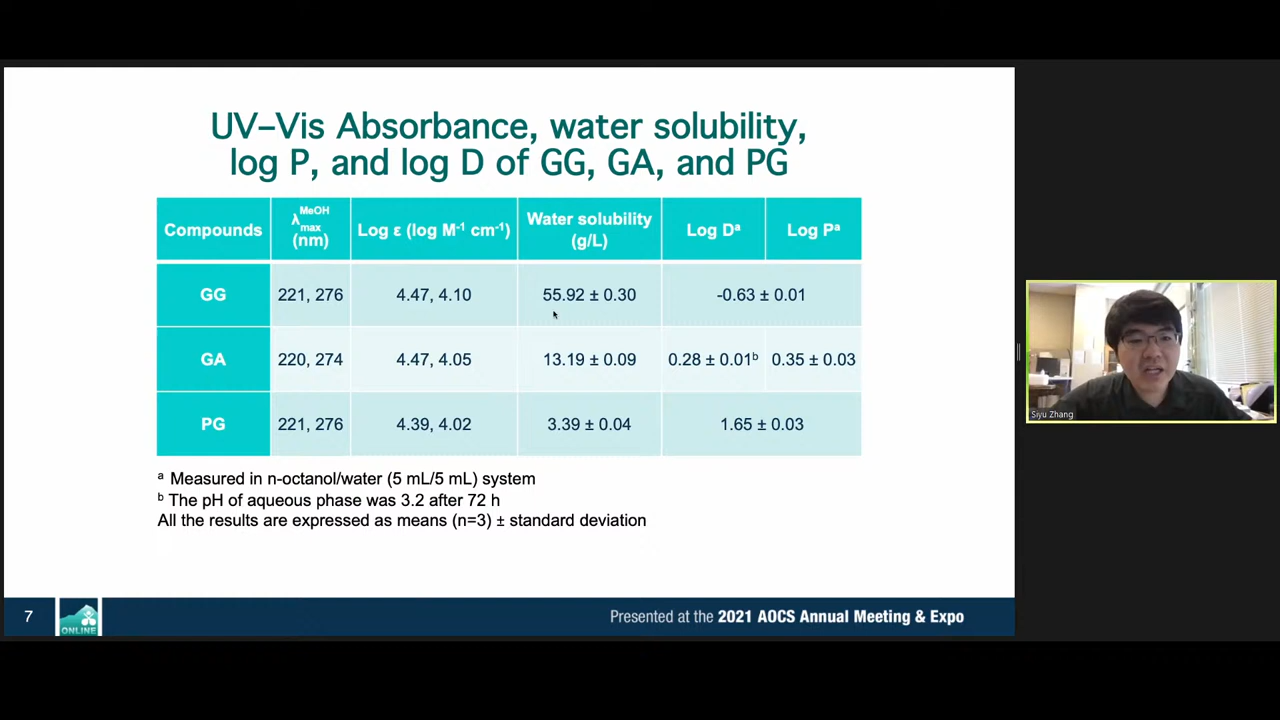 UV–Vis Absorbance, water solubility,
log P, and log D of GG, GA, and PG
Compounds λmax MeOH (nm) Log ε (log M⁻¹ cm⁻¹) Water solubility (g/L) Log Dᵃ Log Pᵃ
GG 221, 276 4.47, 4.10 55.92 ± 0.30 -0.63 ± 0.01
GA 220, 274 4.47, 4.05 13.19 ± 0.09 0.28 ± 0.01ᵇ 0.35 ± 0.03
PG 221, 276 4.39, 4.02 3.39 ± 0.04 1.65 ± 0.03
ᵃ Measured in n-octanol/water (5 mL/5 mL) system
ᵇ The pH of aqueous phase was 3.2 after 72 h
All the results are expressed as means (n=3) ± standard deviation
Siyu Zhang
7 ONLINE Presented at the 2021 AOCS Annual Meeting & Expo